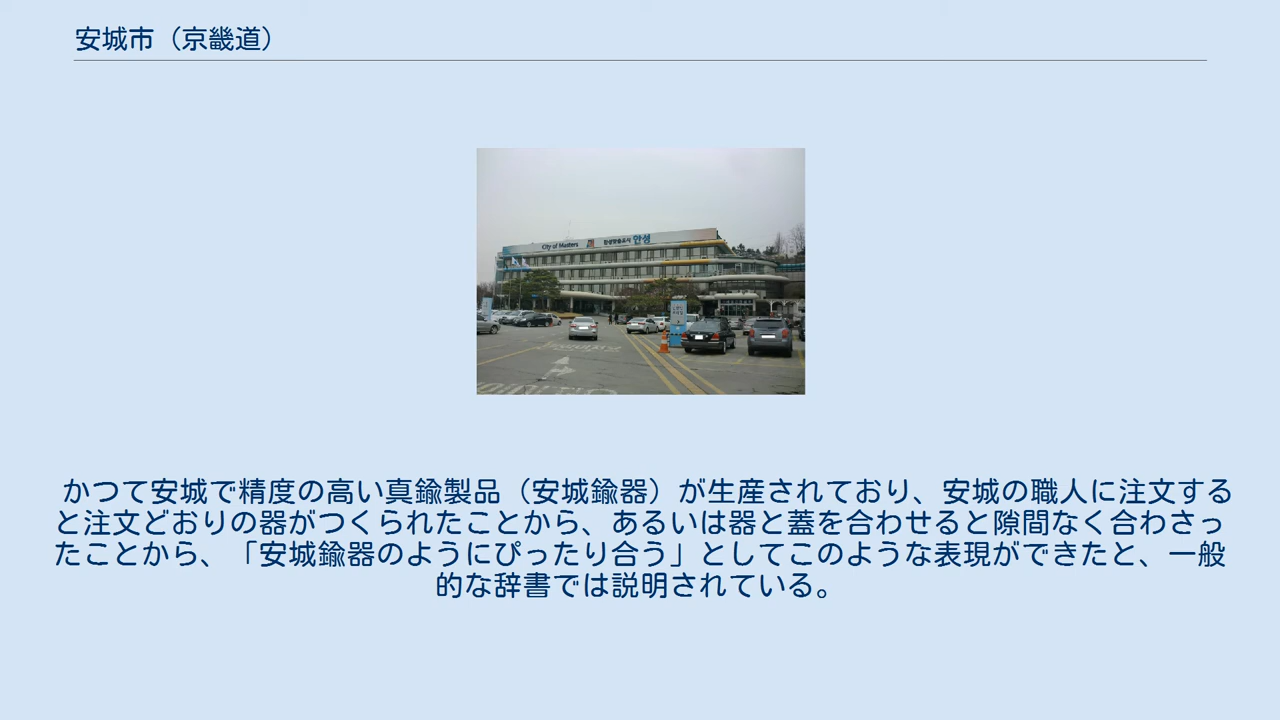 安城市（京畿道）
City of Masters
안성맞춤도시 안성
かつて安城で精度の高い真鍮製品（安城鍮器）が生産されており、安城の職人に注文する
と注文どおりの器がつくられたことから、あるいは器と蓋を合わせると隙間なく合わさっ
たことから、「安城鍮器のようにぴったり合う」としてこのような表現ができたと、一般
的な辞書では説明されている。